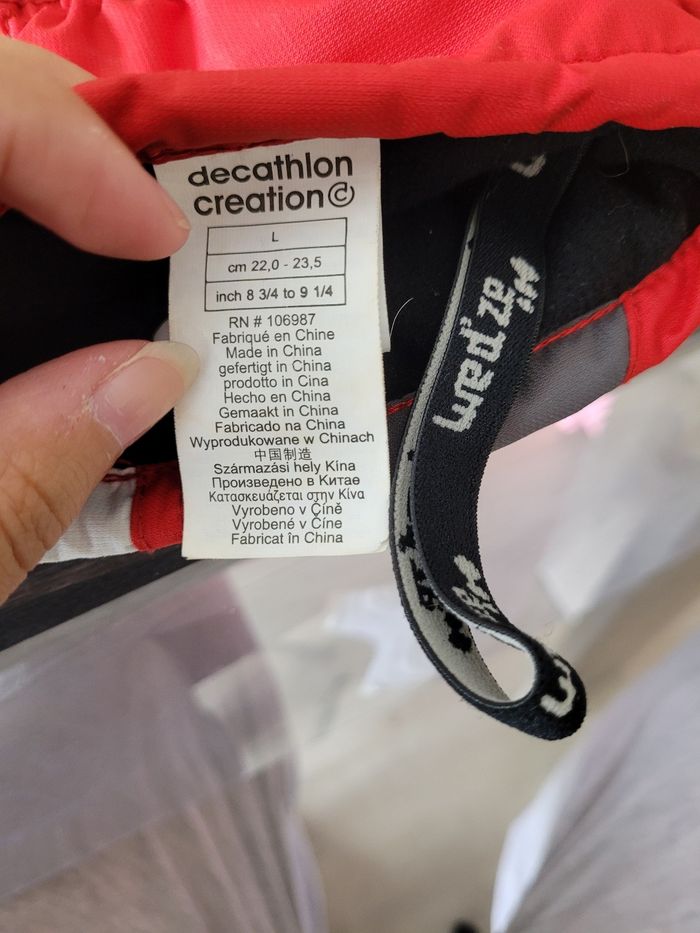 decathlon
creation
L
cm 22,0 - 23,5
inch 8 3/4 to 9 1/4
RN # 106987
Fabriqué en Chine
Made in China
gefertigt in China
prodotto in Cina
Hecho en China
Gemaakt in China
Fabricado na China
Wyprodukowane w Chinach
中国制造
Származási hely Kína
Произведено в Китае
Κατασκευάζεται στην Κίνα
Vyrobeno v Číně
Vyrobené v Číne
Fabricat în China
wed'ze